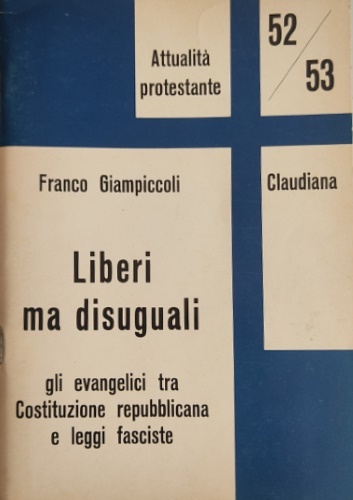 Attualità
protestante
52
/
53
Franco Giampiccoli
Claudiana
Liberi
ma disuguali
gli evangelici tra
Costituzione repubblicana
e leggi fasciste